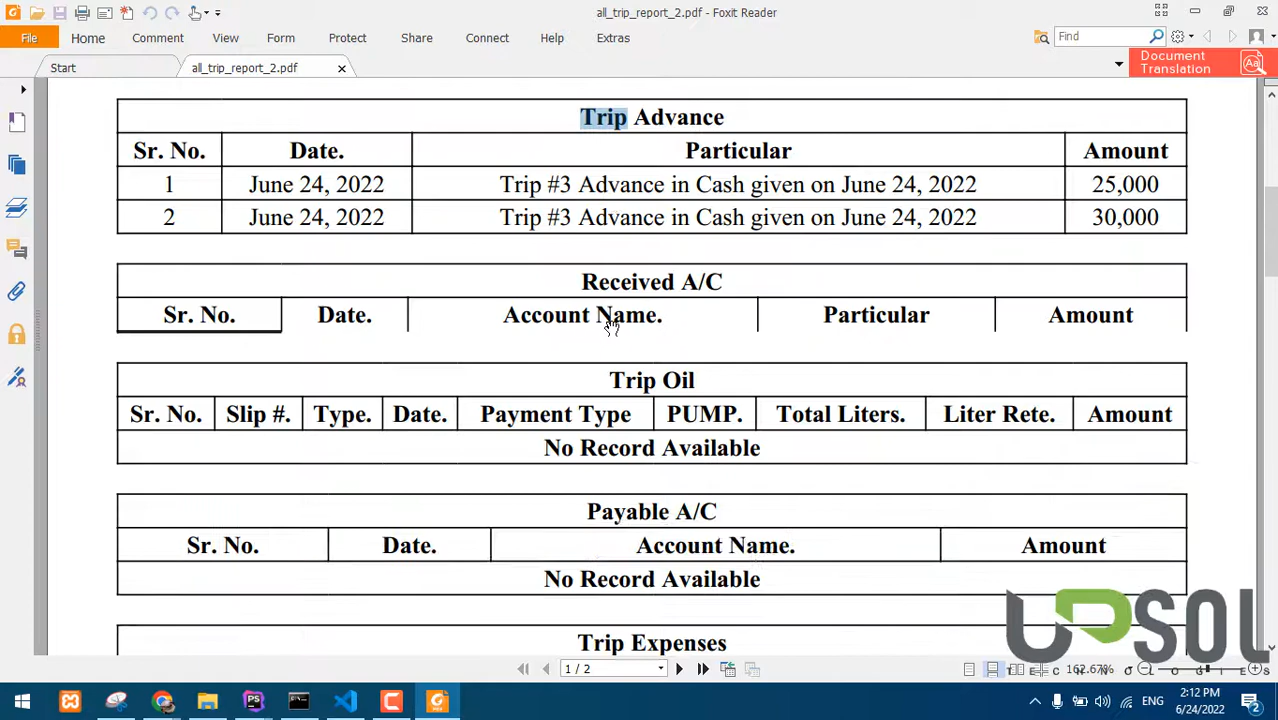 all_trip_report_2.pdf - Foxit Reader
File Home Comment View Form Protect Share Connect Help Extras Find
Start all_trip_report_2.pdf
Document Translation
Trip Advance
Sr. No. Date. Particular Amount
1 June 24, 2022 Trip #3 Advance in Cash given on June 24, 2022 25,000
2 June 24, 2022 Trip #3 Advance in Cash given on June 24, 2022 30,000
Received A/C
Sr. No. Date. Account Name. Particular Amount
Trip Oil
Sr. No. Slip #. Type. Date. Payment Type PUMP. Total Liters. Liter Rete. Amount
No Record Available
Payable A/C
Sr. No. Date. Account Name. Amount
No Record Available
Trip Expenses
UPSOL
1 / 2 162.67%
ENG 2:12 PM
6/24/2022